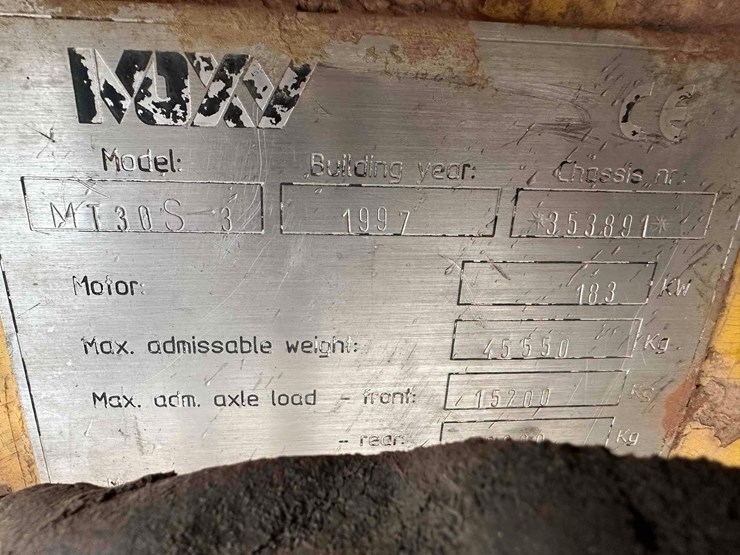 MOXY
CE
Model: Building year: Chassis nr.:
MT30S-3 1997 *353891*
Motor: 183 KW
Max. admissable weight: 45550 Kg
Max. adm. axle load - front: 15200 Kg
- rear: Kg